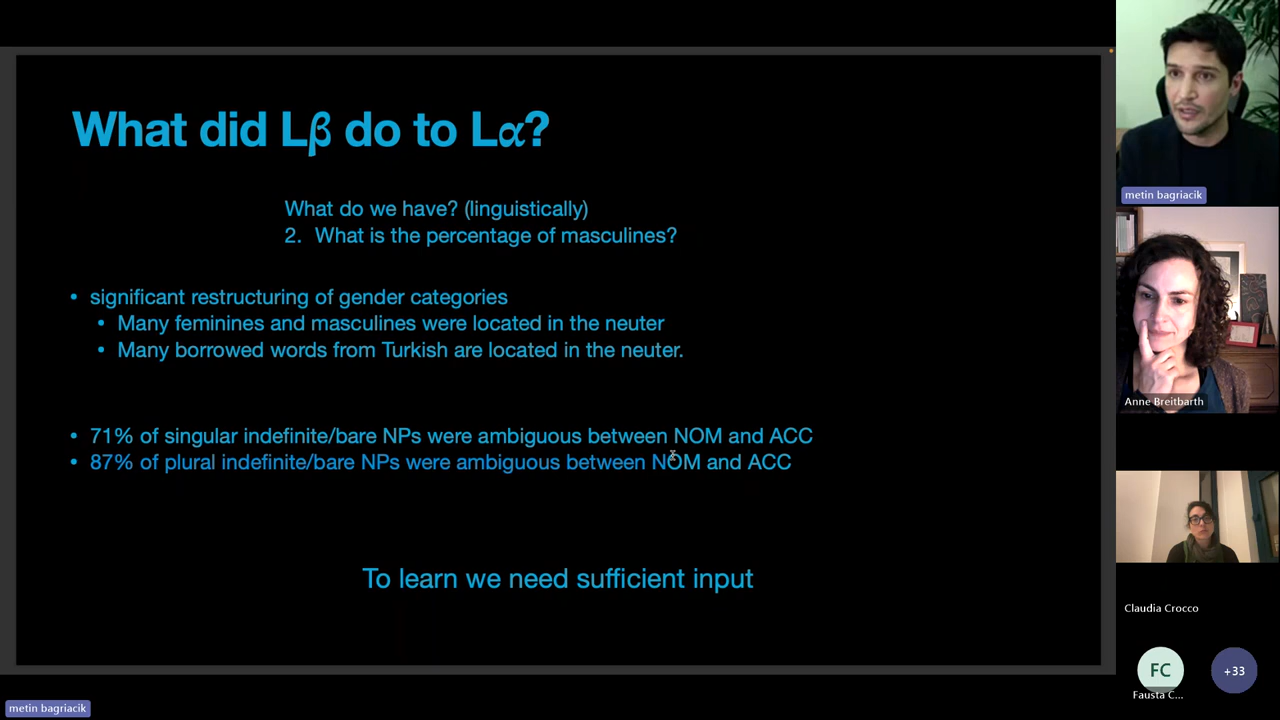 What did Lβ do to Lα?
What do we have? (linguistically)
2. What is the percentage of masculines?
• significant restructuring of gender categories
• Many feminines and masculines were located in the neuter
• Many borrowed words from Turkish are located in the neuter.
• 71% of singular indefinite/bare NPs were ambiguous between NOM and ACC
• 87% of plural indefinite/bare NPs were ambiguous between NOM and ACC
To learn we need sufficient input
metin bagriacik
Anne Breitbarth
Claudia Crocco
FC
Fausta C...
+33
metin bagriacik